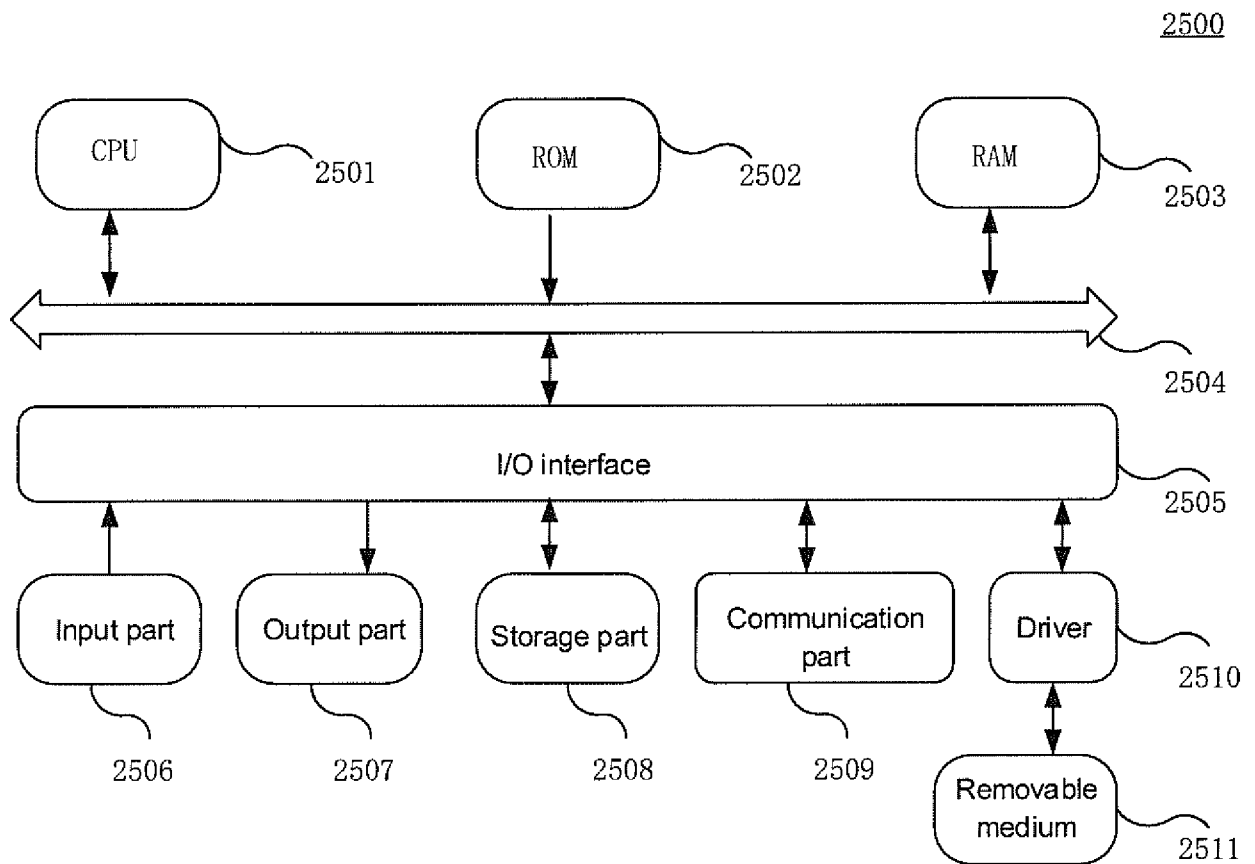 2500
CPU
2501
ROM
2502
RAM
2503
2504
I/O interface
2505
Input part
Output part
Storage part
Communication
part
Driver
2506
2507
2508
2509
2510
Removable
medium
2511